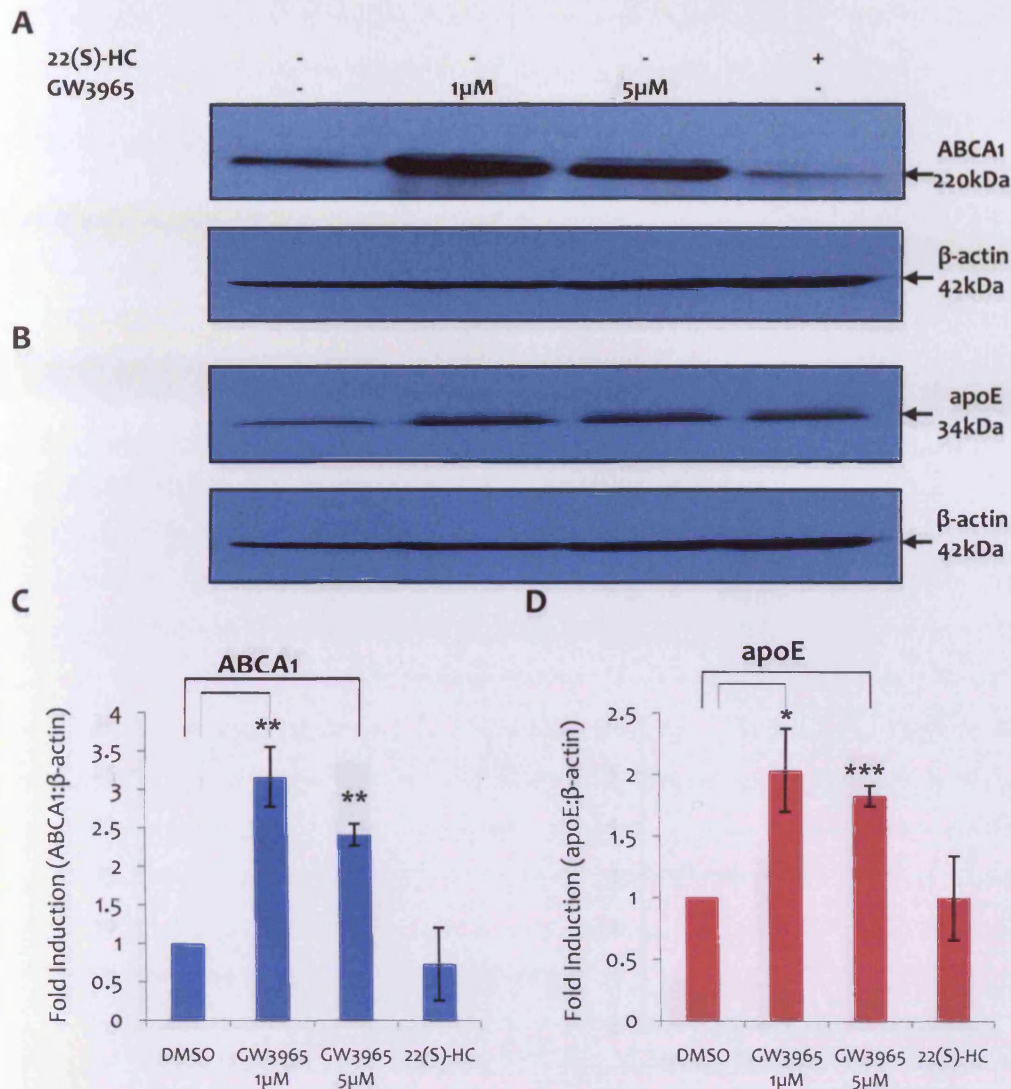 A
22(S)-HC - - - +
GW3965 - 1µM 5µM -
ABCA1
220kDa
β-actin
42kDa
B
apoE
34kDa
β-actin
42kDa
C
ABCA1
Fold Induction (ABCA1:β-actin)
4
3.5
3
2.5
2
1.5
1
0.5
0
**
**
DMSO GW3965 1µM GW3965 5µM 22(S)-HC
D
apoE
Fold Induction (apoE:β-actin)
2.5
2
1.5
1
0.5
0
*
***
DMSO GW3965 1µM GW3965 5µM 22(S)-HC